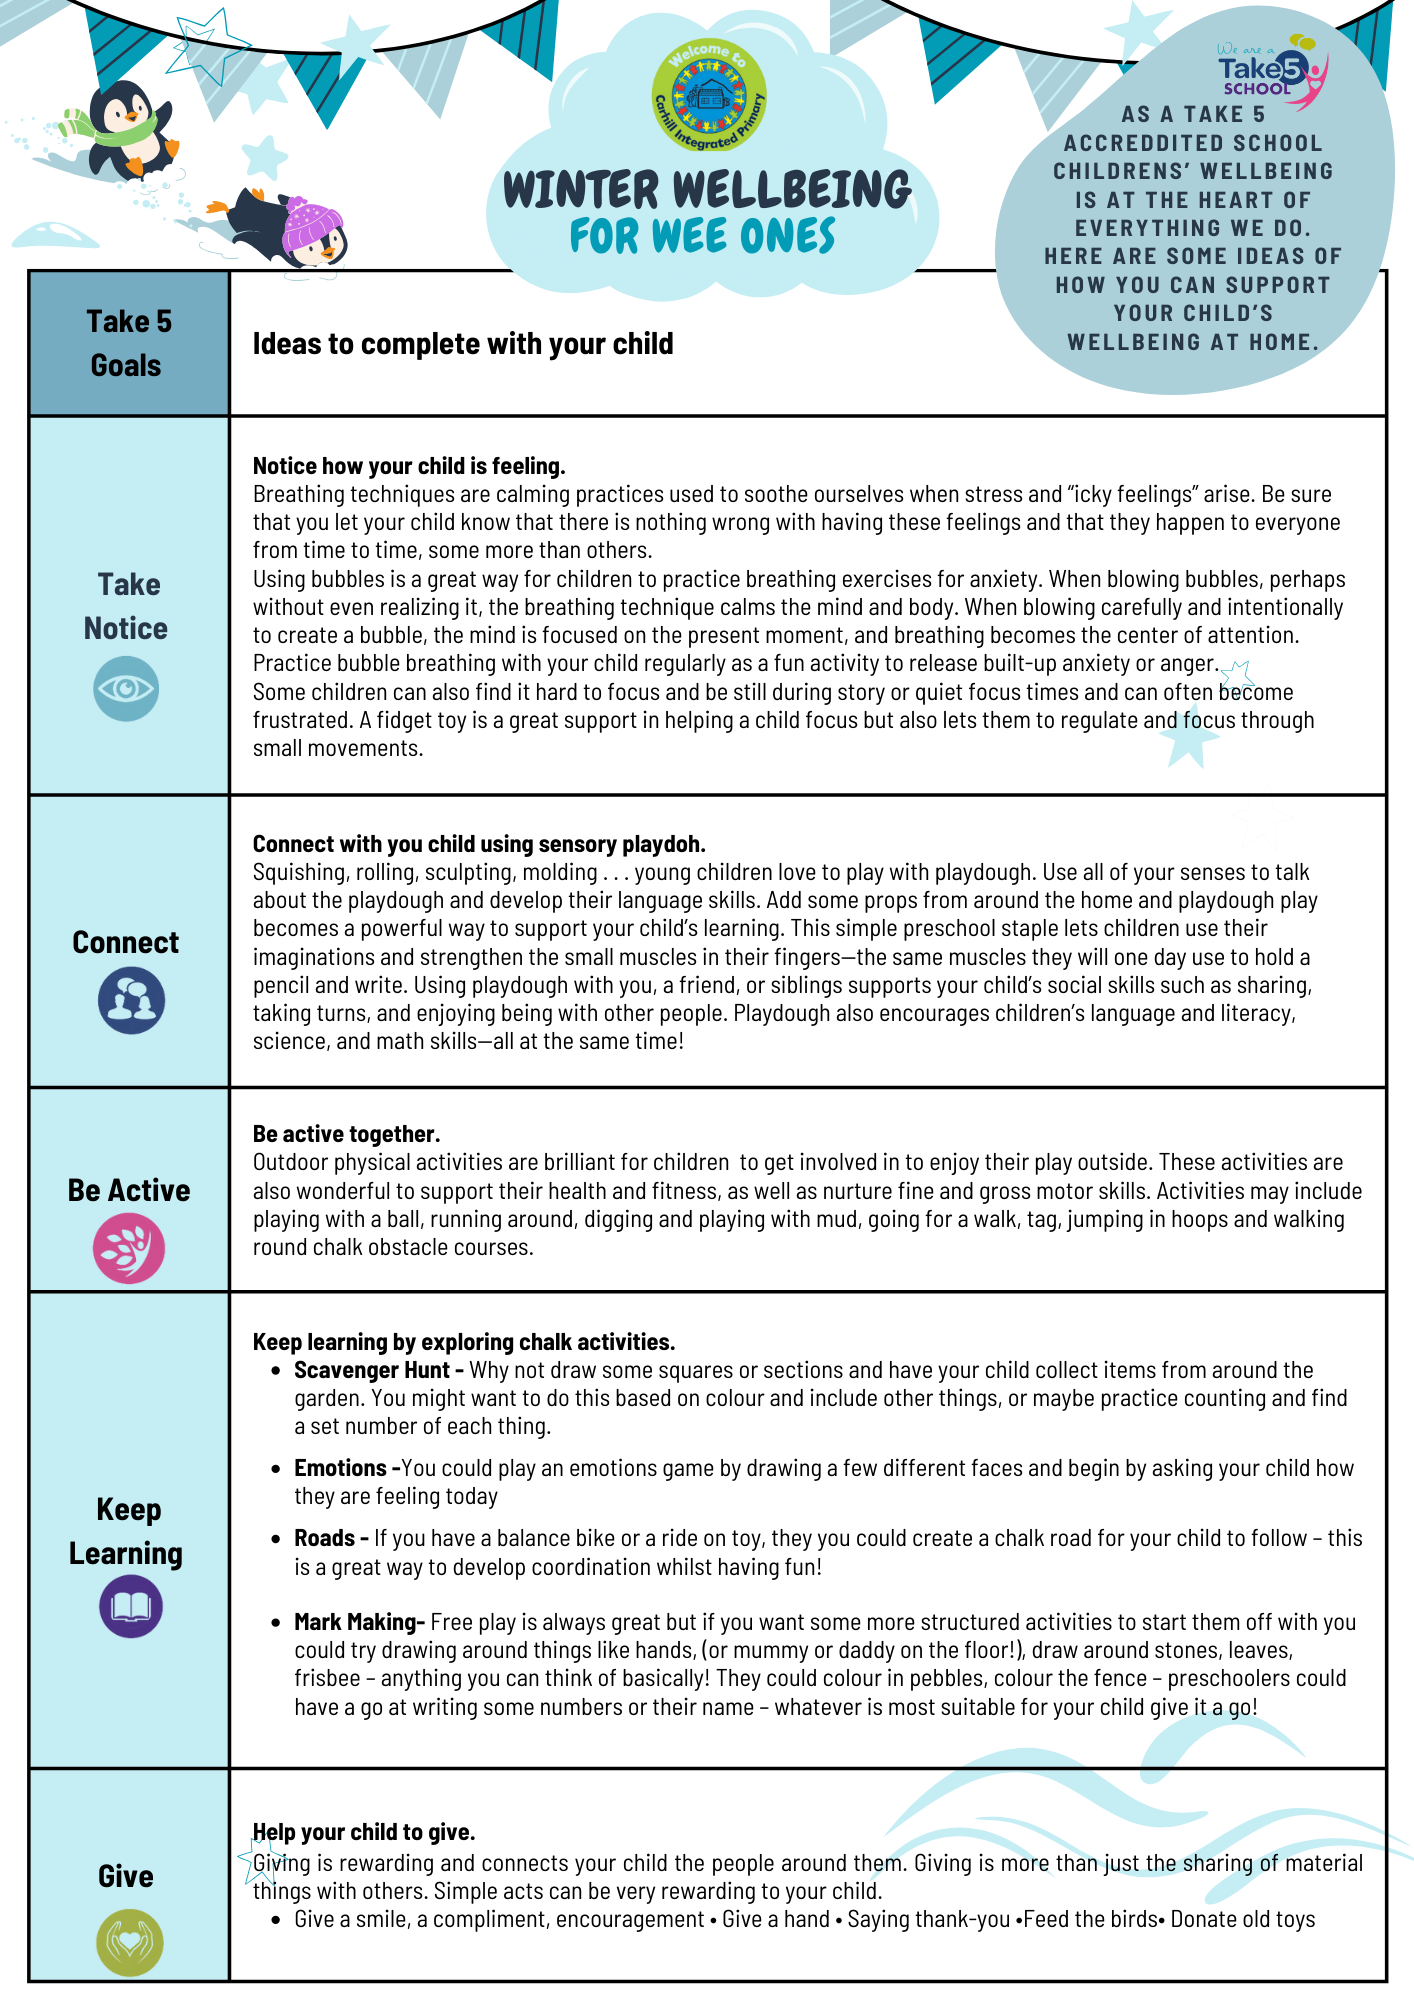 Welcome to
Carhill Integrated Primary
WINTER WELLBEING
FOR WEE ONES
We are a
Take5
SCHOOL
AS A TAKE 5
ACCREDDITED SCHOOL
CHILDRENS’ WELLBEING
IS AT THE HEART OF
EVERYTHING WE DO.
HERE ARE SOME IDEAS OF
HOW YOU CAN SUPPORT
YOUR CHILD’S
WELLBEING AT HOME.
Take 5
Goals
Ideas to complete with your child
Take
Notice
Notice how your child is feeling.
Breathing techniques are calming practices used to soothe ourselves when stress and “icky feelings” arise. Be sure
that you let your child know that there is nothing wrong with having these feelings and that they happen to everyone
from time to time, some more than others.
Using bubbles is a great way for children to practice breathing exercises for anxiety. When blowing bubbles, perhaps
without even realizing it, the breathing technique calms the mind and body. When blowing carefully and intentionally
to create a bubble, the mind is focused on the present moment, and breathing becomes the center of attention.
Practice bubble breathing with your child regularly as a fun activity to release built-up anxiety or anger.
Some children can also find it hard to focus and be still during story or quiet focus times and can often become
frustrated. A fidget toy is a great support in helping a child focus but also lets them to regulate and focus through
small movements.
Connect
Connect with you child using sensory playdoh.
Squishing, rolling, sculpting, molding . . . young children love to play with playdough. Use all of your senses to talk
about the playdough and develop their language skills. Add some props from around the home and playdough play
becomes a powerful way to support your child’s learning. This simple preschool staple lets children use their
imaginations and strengthen the small muscles in their fingers—the same muscles they will one day use to hold a
pencil and write. Using playdough with you, a friend, or siblings supports your child’s social skills such as sharing,
taking turns, and enjoying being with other people. Playdough also encourages children’s language and literacy,
science, and math skills—all at the same time!
Be Active
Be active together.
Outdoor physical activities are brilliant for children  to get involved in to enjoy their play outside. These activities are
also wonderful to support their health and fitness, as well as nurture fine and gross motor skills. Activities may include
playing with a ball, running around, digging and playing with mud, going for a walk, tag, jumping in hoops and walking
round chalk obstacle courses.
Keep
Learning
Keep learning by exploring chalk activities.
• Scavenger Hunt - Why not draw some squares or sections and have your child collect items from around the
garden. You might want to do this based on colour and include other things, or maybe practice counting and find
a set number of each thing.
• Emotions -You could play an emotions game by drawing a few different faces and begin by asking your child how
they are feeling today
• Roads - If you have a balance bike or a ride on toy, they you could create a chalk road for your child to follow – this
is a great way to develop coordination whilst having fun!
• Mark Making- Free play is always great but if you want some more structured activities to start them off with you
could try drawing around things like hands, (or mummy or daddy on the floor!), draw around stones, leaves,
frisbee – anything you can think of basically! They could colour in pebbles, colour the fence – preschoolers could
have a go at writing some numbers or their name – whatever is most suitable for your child give it a go!
Give
Help your child to give.
Giving is rewarding and connects your child the people around them. Giving is more than just the sharing of material
things with others. Simple acts can be very rewarding to your child.
• Give a smile, a compliment, encouragement • Give a hand • Saying thank-you •Feed the birds• Donate old toys